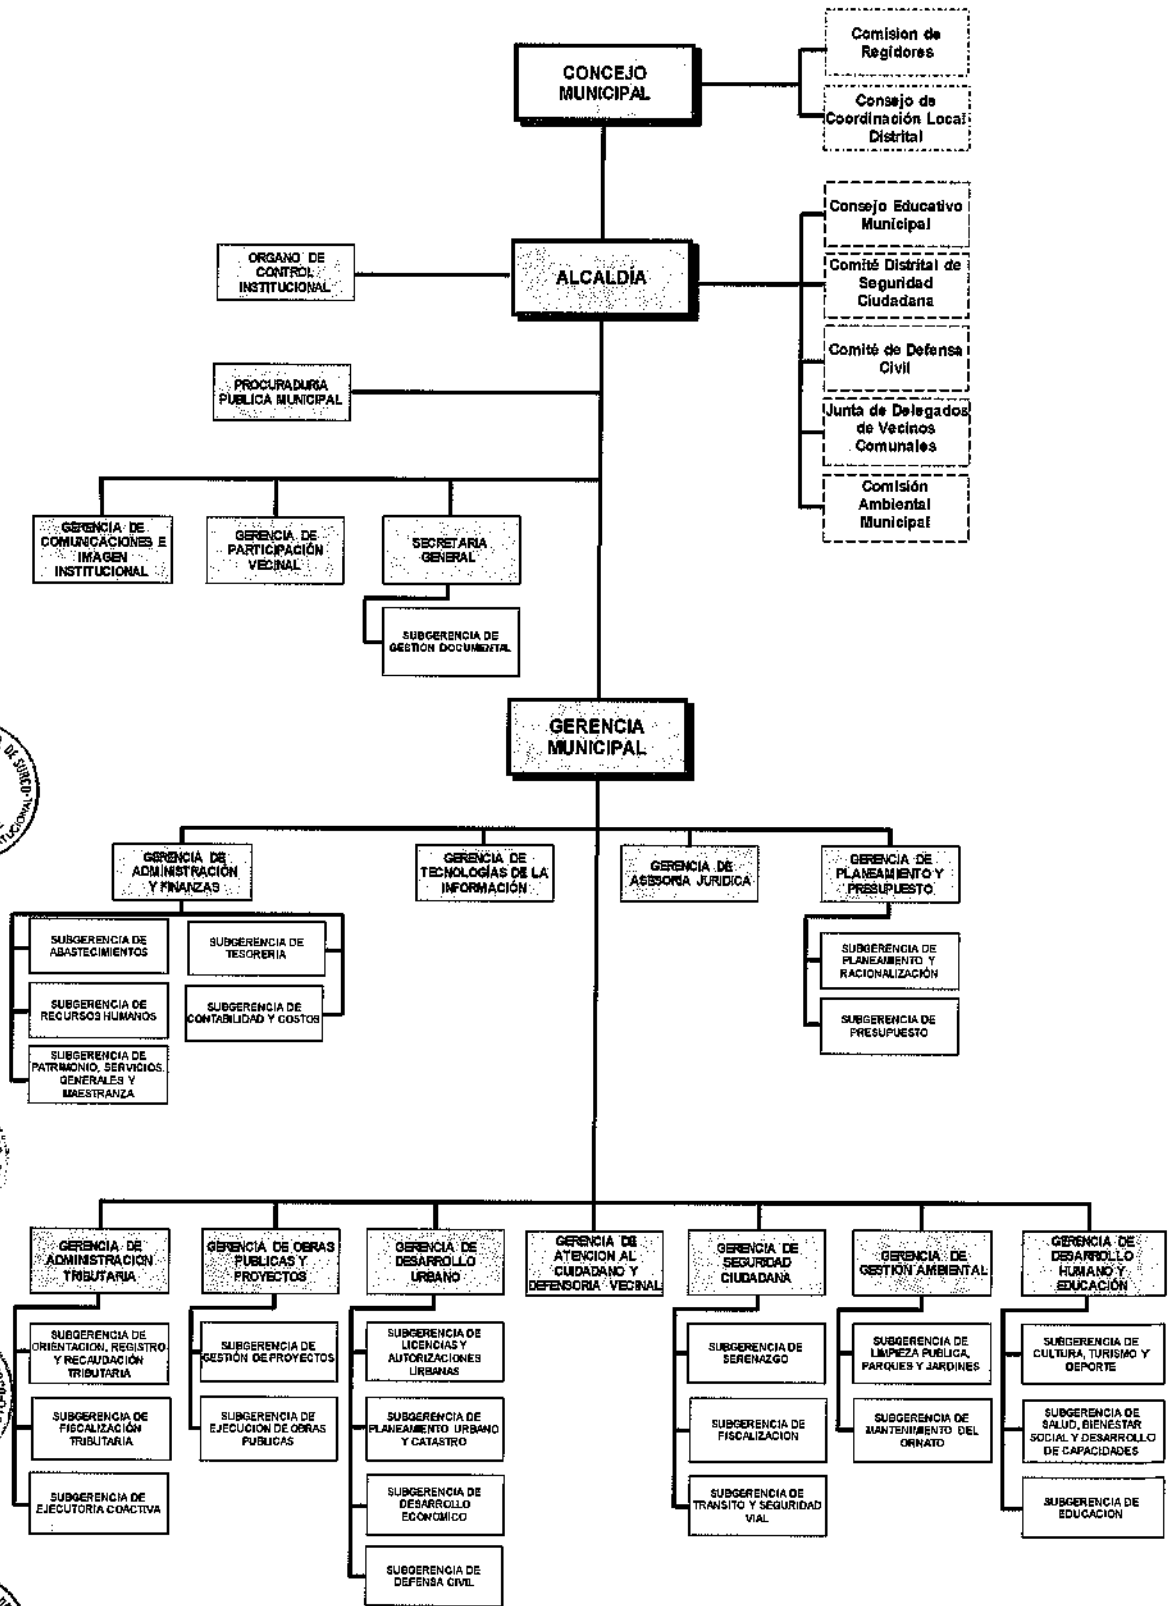 Comision de
Regidores
CONCEJO
MUNICIPAL
Consejo de
Coordinación Local
Distrital
Consejo Educativo
Municipal
ORGANO DE
CONTROL
INSTITUCIONAL
ALCALDÍA
Comité Distrital de
Seguridad
Ciudadana
Comité de Defensa
Civil
PROCURADURIA
PUBLICA MUNICIPAL
Junta de Delegados
de Vecinos
Comunales
Comisión
Ambiental
Municipal
GERENCIA DE
COMUNICACIONES E
IMAGEN
INSTITUCIONAL
GERENCIA DE
PARTICIPACIÓN
VECINAL
SECRETARIA
GENERAL
SUBGERENCIA DE
GESTION DOCUMENTAL
GERENCIA
MUNICIPAL
DE SURCO
GERENCIA DE
ADMINISTRACIÓN
Y FINANZAS
GERENCIA DE
TECNOLOGÍAS DE LA
INFORMACIÓN
GERENCIA DE
ASESORIA JURIDICA
GERENCIA DE
PLANEAMIENTO Y
PRESUPUESTO
SUBGERENCIA DE
ABASTECIMIENTOS
SUBGERENCIA DE
TESORERIA
SUBGERENCIA DE
PLANEAMIENTO Y
RACIONALIZACIÓN
SUBGERENCIA DE
RECURSOS HUMANOS
SUBGERENCIA DE
CONTABILIDAD Y COSTOS
SUBGERENCIA DE
PRESUPUESTO
SUBGERENCIA DE
PATRIMONIO, SERVICIOS
GENERALES Y
MAESTRANZA
GERENCIA DE
ADMINISTRACION
TRIBUTARIA
GERENCIA DE OBRAS
PUBLICAS Y
PROYECTOS
GERENCIA DE
DESARROLLO
URBANO
GERENCIA DE
ATENCION AL
CUIDADANO Y
DEFENSORIA VECINAL
GERENCIA DE
SEGURIDAD
CIUDADANA
GERENCIA DE
GESTIÓN AMBIENTAL
GERENCIA DE
DESARROLLO
HUMANO Y
EDUCACIÓN
SUBGERENCIA DE
ORIENTACION, REGISTRO
Y RECAUDACIÓN
TRIBUTARIA
SUBGERENCIA DE
GESTIÓN DE PROYECTOS
SUBGERENCIA DE
LICENCIAS Y
AUTORIZACIONES
URBANAS
SUBGERENCIA DE
SERENAZGO
SUBGERENCIA DE
LIMPIEZA PUBLICA,
PARQUES Y JARDINES
SUBGERENCIA DE
CULTURA, TURISMO Y
DEPORTE
SUBGERENCIA DE
FISCALIZACIÓN
TRIBUTARIA
SUBGERENCIA DE
EJECUCION DE OBRAS
PUBLICAS
SUBGERENCIA DE
PLANEAMIENTO URBANO
Y CATASTRO
SUBGERENCIA DE
FISCALIZACION
SUBGERENCIA DE
MANTENIMIENTO DEL
ORNATO
SUBGERENCIA DE
SALUD, BIENESTAR
SOCIAL Y DESARROLLO
DE CAPACIDADES
SUBGERENCIA DE
EJECUTORIA COACTIVA
SUBGERENCIA DE
DESARROLLO
ECONOMICO
SUBGERENCIA DE
TRANSITO Y SEGURIDAD
VIAL
SUBGERENCIA DE
EDUCACION
SUBGERENCIA DE
DEFENSA CIVIL